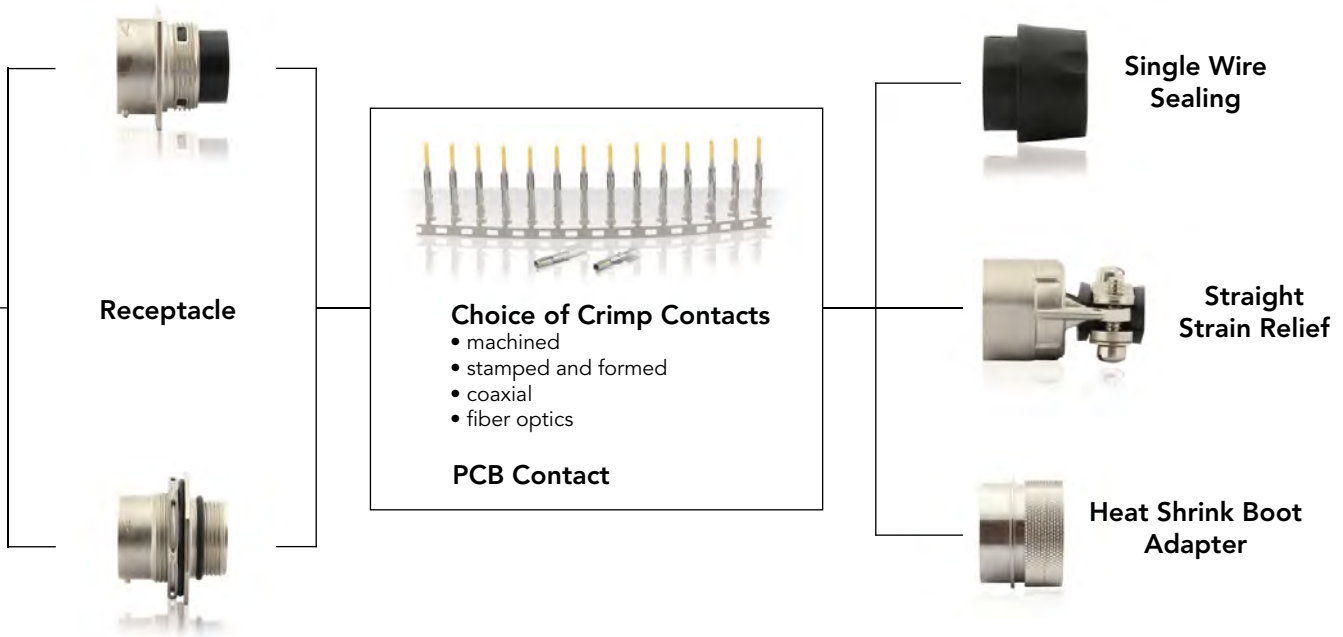 Receptacle
Choice of Crimp Contacts
• machined
• stamped and formed
• coaxial
• fiber optics
PCB Contact
Single Wire
Sealing
Straight
Strain Relief
Heat Shrink Boot
Adapter